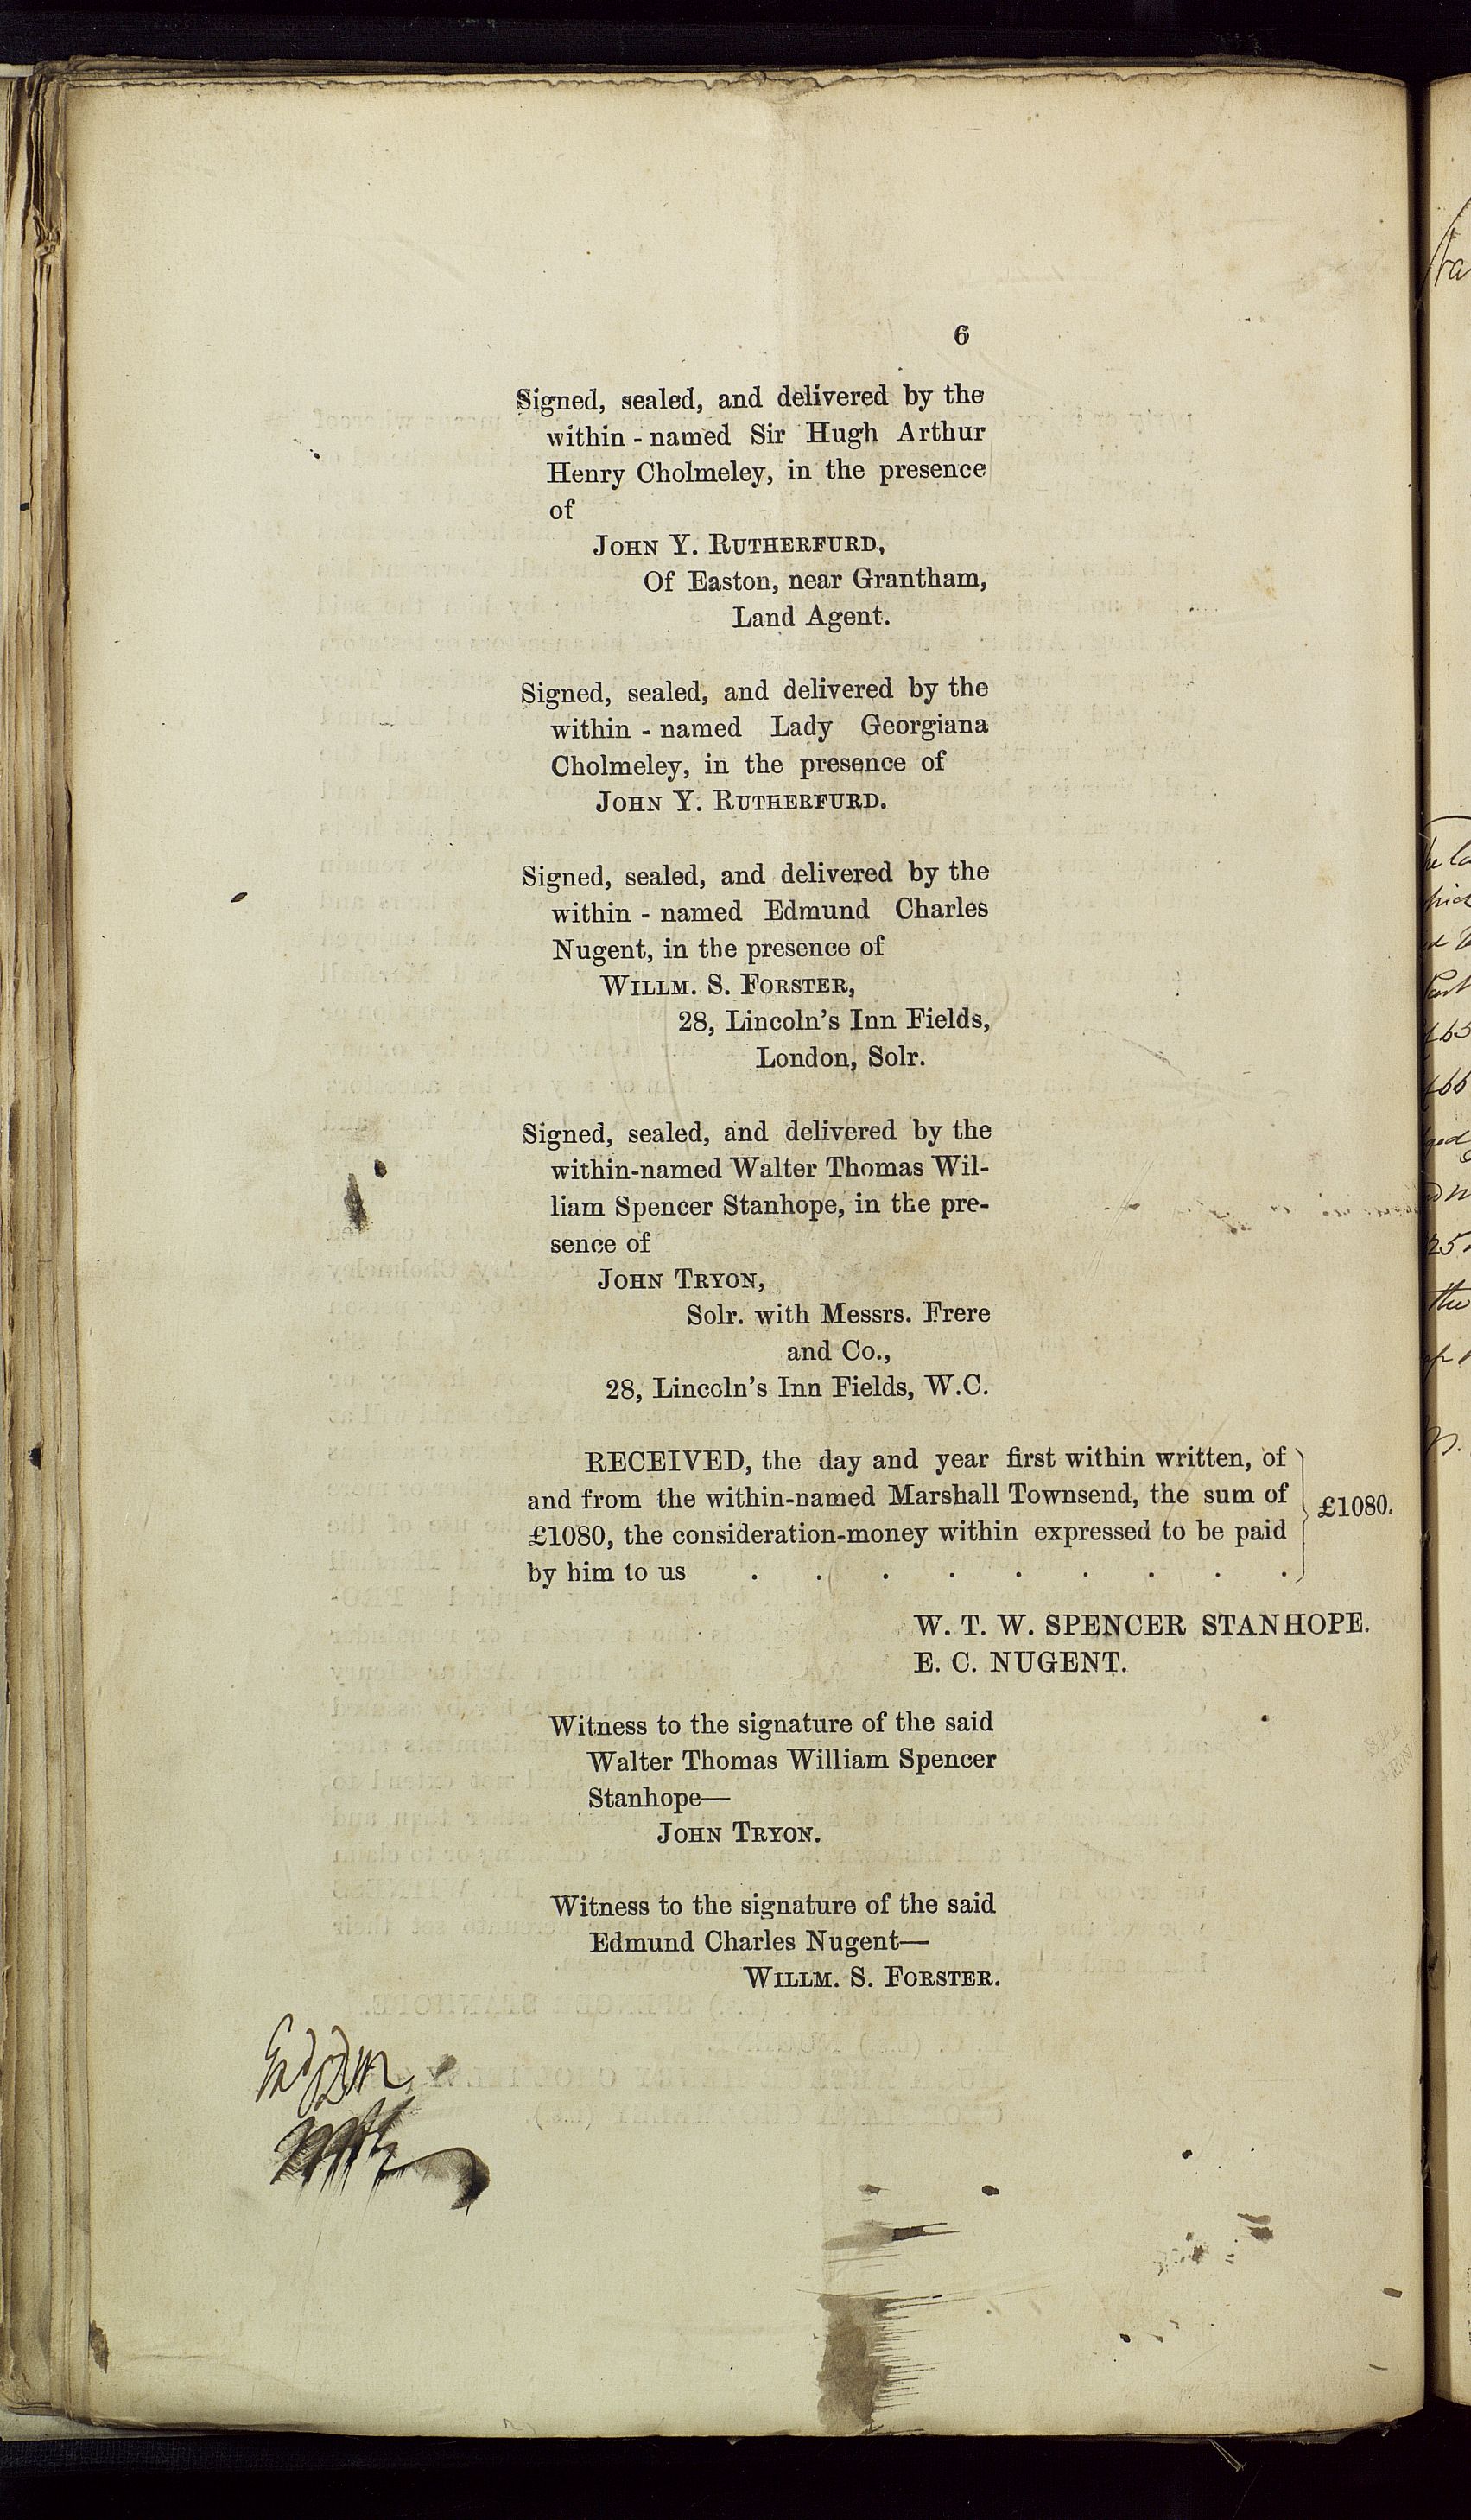 6
Signed, sealed, and delivered by the
within - named Sir Hugh Arthur
Henry Cholmeley, in the presence
of
JOHN Y. RUTHERFURD,
Of Easton, near Grantham,
Land Agent.
Signed, sealed, and delivered by the
within - named Lady Georgiana
Cholmeley, in the presence of
JOHN Y. RUTHERFURD.
Signed, sealed, and delivered by the
within - named Edmund Charles
Nugent, in the presence of
WILLM. S. FORSTER,
28, Lincoln's Inn Fields,
London, Solr.
Signed, sealed, and delivered by the
within-named Walter Thomas Wil-
liam Spencer Stanhope, in the pre-
sence of
JOHN TRYON,
Solr. with Messrs. Frere
and Co.,
28, Lincoln's Inn Fields, W.C.
RECEIVED, the day and year first within written, of
and from the within-named Marshall Townsend, the sum of
£1080, the consideration-money within expressed to be paid
by him to us . . . . . . . . .
£1080.
W. T. W. SPENCER STANHOPE.
E. C. NUGENT.
Witness to the signature of the said
Walter Thomas William Spencer
Stanhope—
JOHN TRYON.
Witness to the signature of the said
Edmund Charles Nugent—
WILLM. S. FORSTER.